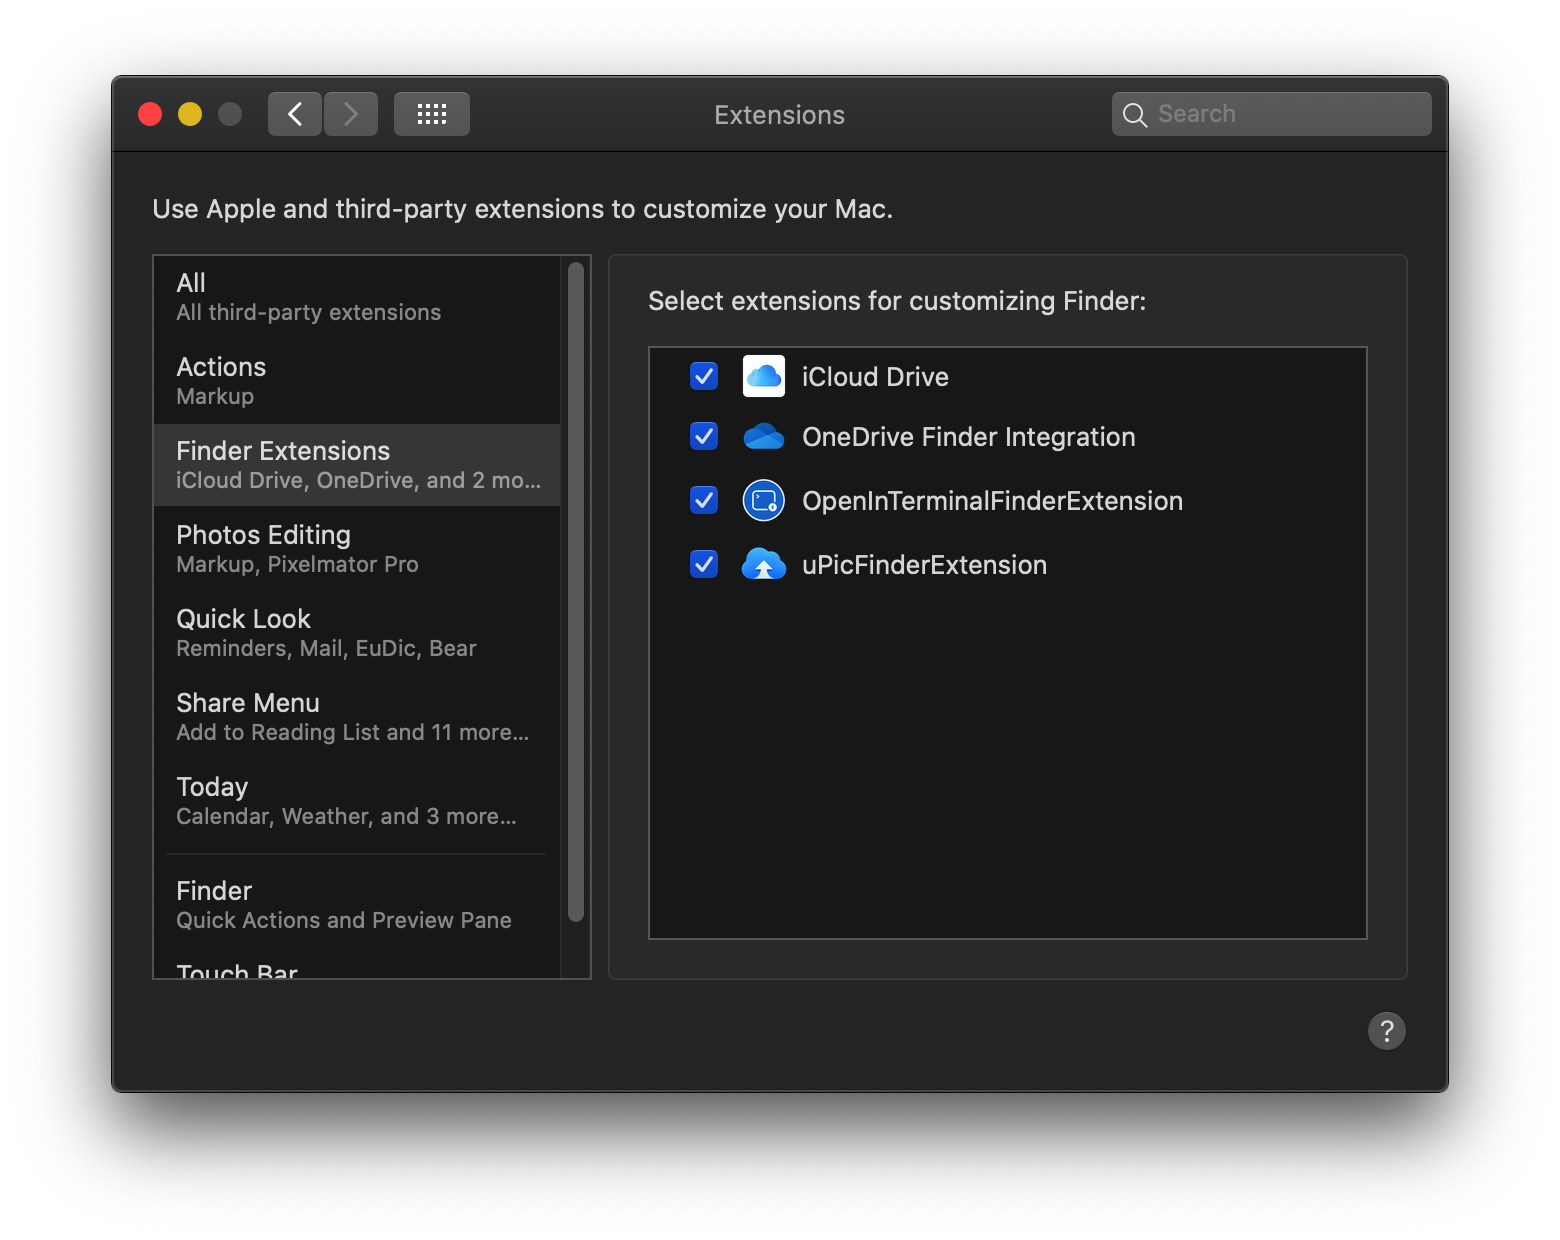 Extensions
Search
Use Apple and third-party extensions to customize your Mac.
All
All third-party extensions
Actions
Markup
Finder Extensions
iCloud Drive, OneDrive, and 2 mo...
Photos Editing
Markup, Pixelmator Pro
Quick Look
Reminders, Mail, EuDic, Bear
Share Menu
Add to Reading List and 11 more...
Today
Calendar, Weather, and 3 more...
Finder
Quick Actions and Preview Pane
Touch Bar
Select extensions for customizing Finder:
iCloud Drive
OneDrive Finder Integration
OpenInTerminalFinderExtension
uPicFinderExtension
?